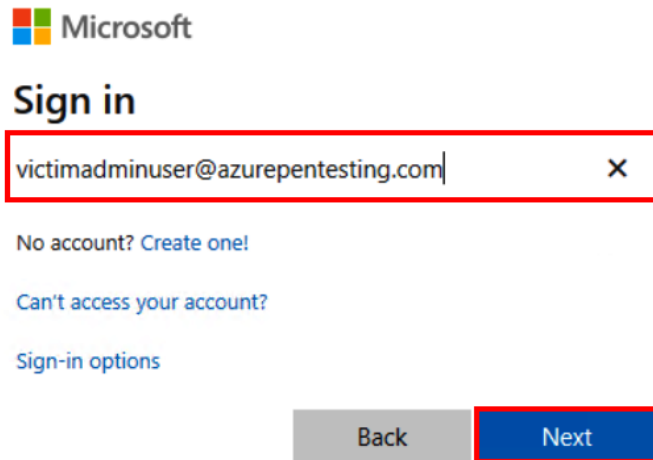 Microsoft
Sign in
victimadminuser@azurepentesting.com
No account? Create one!
Can't access your account?
Sign-in options
Back Next